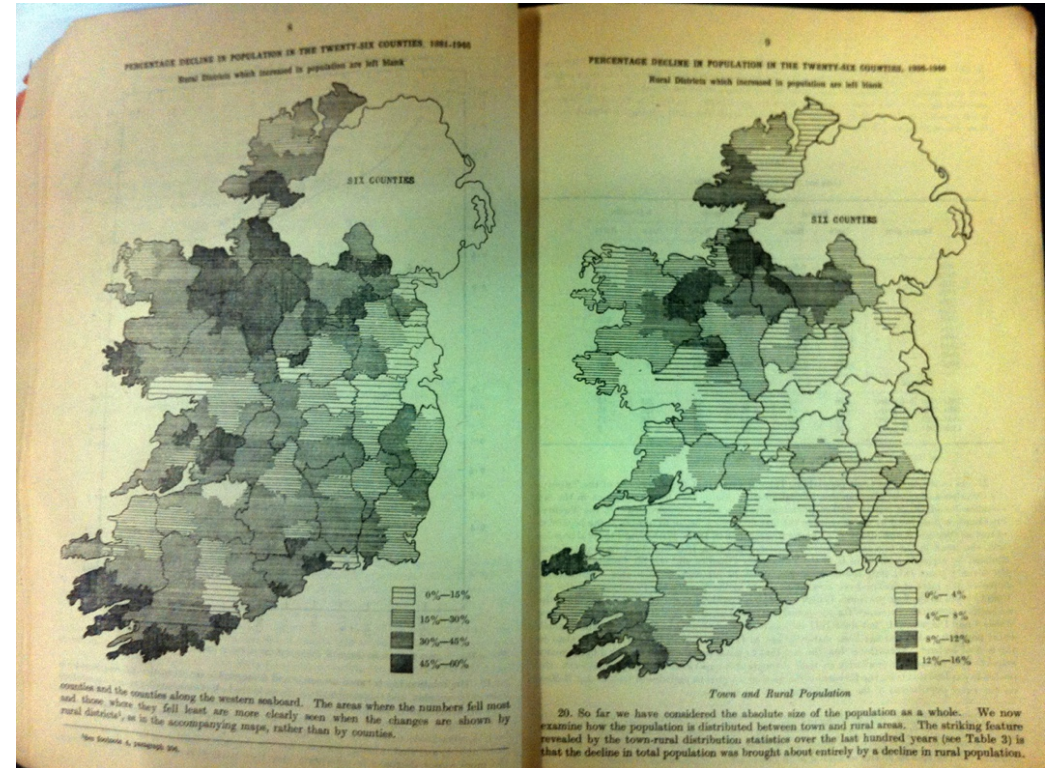 8
PERCENTAGE DECLINE IN POPULATION IN THE TWENTY-SIX COUNTIES,
Rural Districts which increased in population are left blank
SIX COUNTIES
0%—15%
15%—30%
30%—45%
45%—60%
counties and the counties along the western seaboard. The areas where the numbers fell most
and those where they fell least are more clearly seen when the changes are shown by
rural districts¹, as in the accompanying maps, rather than by counties.
¹See footnote paragraph
9
PERCENTAGE DECLINE IN POPULATION IN THE TWENTY-SIX COUNTIES,
Rural Districts which increased in population are left blank
SIX COUNTIES
0%— 4%
4%— 8%
8%—12%
12%—16%
Town and Rural Population
20. So far we have considered the absolute size of the population as a whole. We now
examine how the population is distributed between town and rural areas. The striking feature
revealed by the town-rural distribution statistics over the last hundred years (see Table 3) is
that the decline in total population was brought about entirely by a decline in rural population.